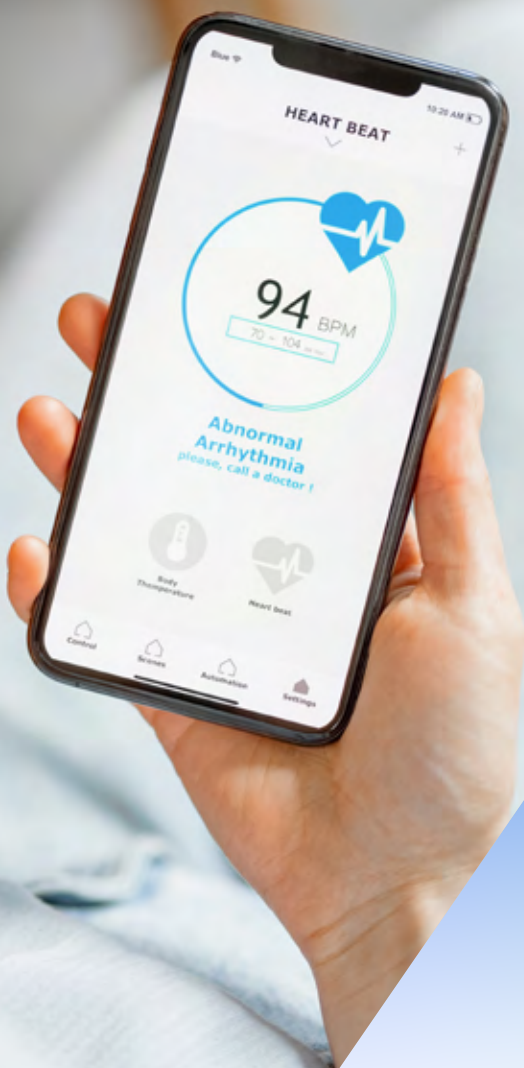 Blue
10:20 AM
HEART BEAT
+
94 BPM
70 - 104
Abnormal
Arrhythmia
please, call a doctor !
Body
Themperature
Heart beat
Control
Scenes
Automation
Settings